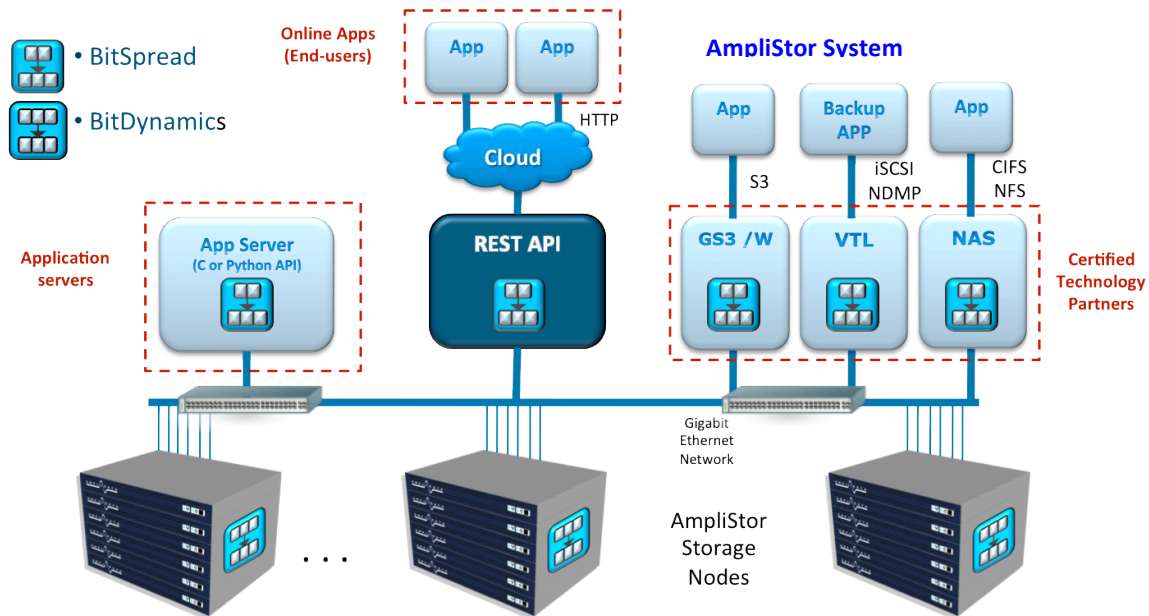 • BitSpread
• BitDynamics
Online Apps
(End-users)
App
App
HTTP
Cloud
AmpliStor System
App
Backup
APP
App
S3
iSCSI
NDMP
CIFS
NFS
Application
servers
App Server
(C or Python API)
REST API
GS3 /W
VTL
NAS
Certified
Technology
Partners
Gigabit
Ethernet
Network
. . .
AmpliStor
Storage
Nodes